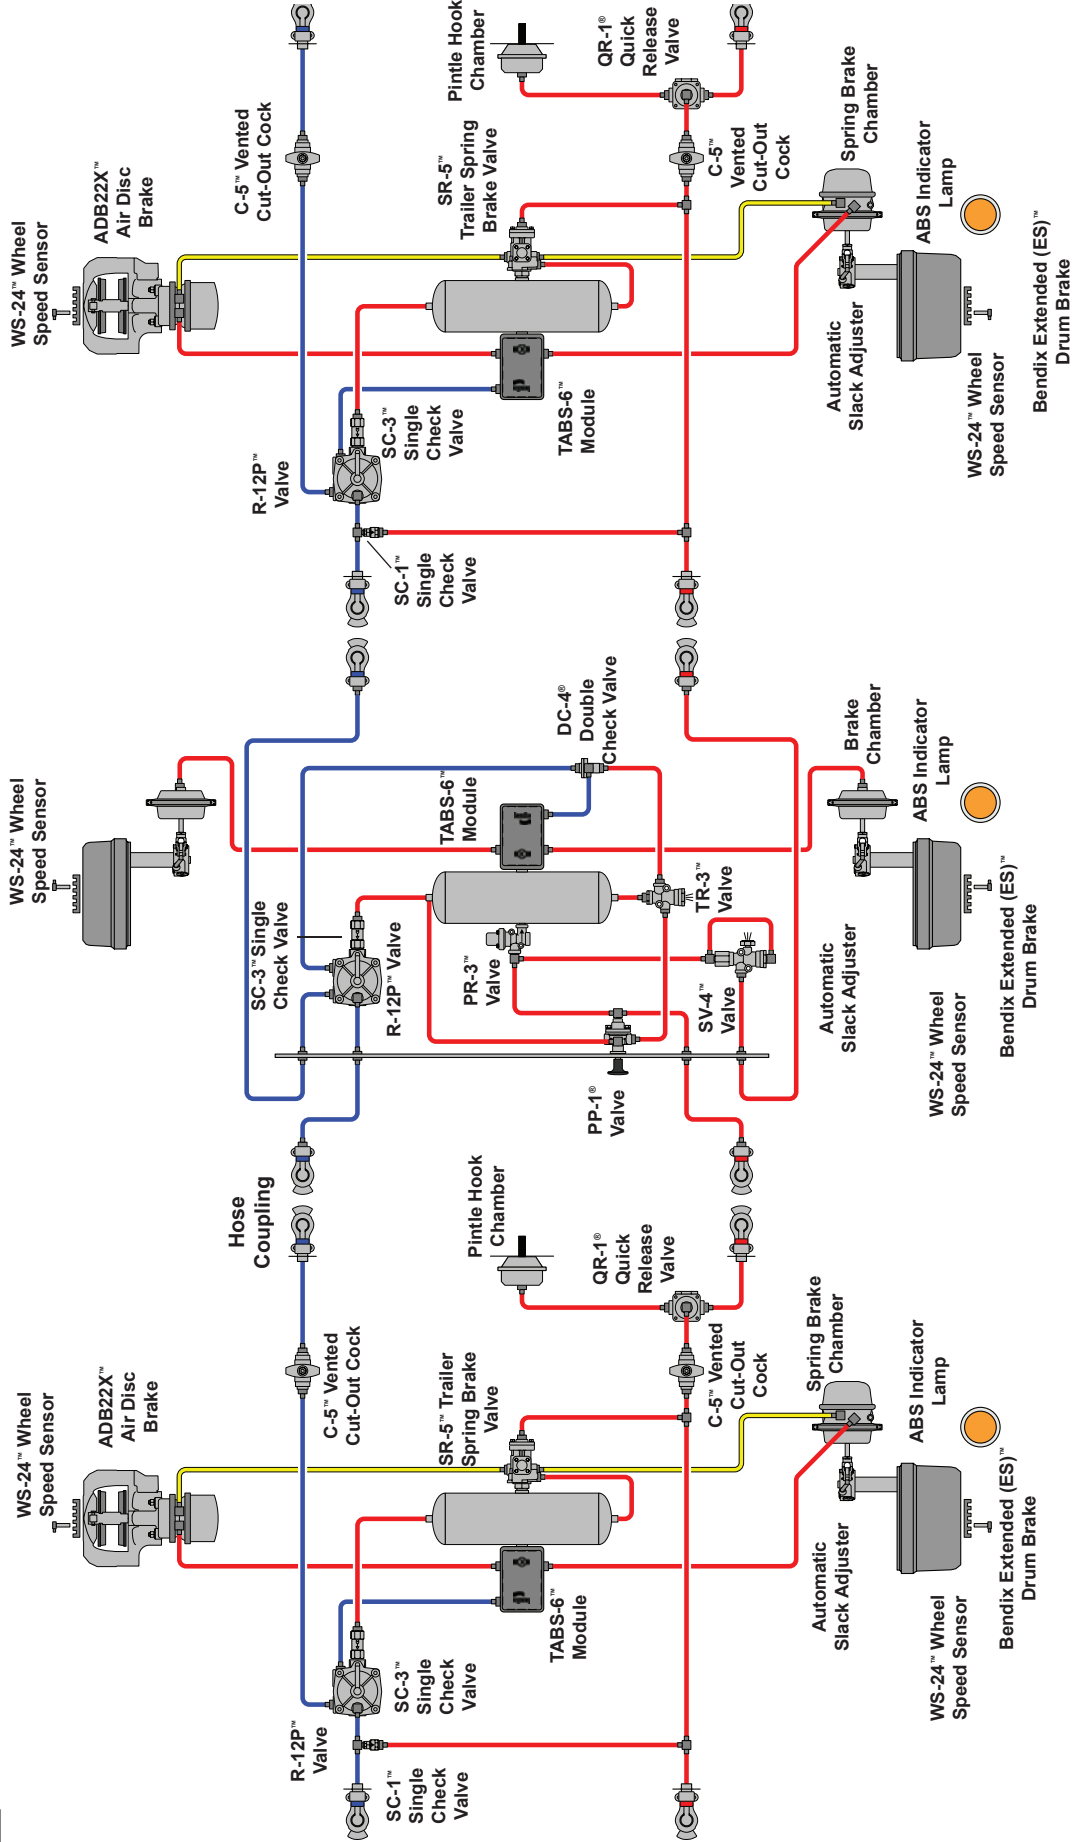 WS-24™ Wheel
Speed Sensor
ADB22X™
Air Disc
Brake
C-5™ Vented
Cut-Out Cock
SR-5™ Trailer
Spring Brake
Valve
R-12P™
Valve
SC-1™
Single
Check
Valve
SC-3™
Single
Check
Valve
TABS-6™
Module
Hose
Coupling
Pintle Hook
Chamber
QR-1®
Quick
Release
Valve
C-5™ Vented
Cut-Out
Cock
Spring Brake
Chamber
ABS Indicator
Lamp
Automatic
Slack Adjuster
WS-24™ Wheel
Speed Sensor
Bendix Extended (ES)™
Drum Brake
WS-24™ Wheel
Speed Sensor
SC-3™ Single
Check Valve
R-12P™ Valve
TABS-6™
Module
DC-4®
Double
Check Valve
PR-3™
Valve
TR-3™
Valve
SV-4™
Valve
PP-1®
Valve
Brake
Chamber
ABS Indicator
Lamp
Automatic
Slack Adjuster
WS-24™ Wheel
Speed Sensor
Bendix Extended (ES)™
Drum Brake
WS-24™ Wheel
Speed Sensor
ADB22X™
Air Disc
Brake
C-5™ Vented
Cut-Out Cock
SR-5™
Trailer Spring
Brake Valve
R-12P™
Valve
SC-1™
Single
Check
Valve
SC-3™
Single
Check
Valve
TABS-6™
Module
Pintle Hook
Chamber
QR-1®
Quick
Release
Valve
C-5™
Vented
Cut-Out
Cock
Spring Brake
Chamber
ABS Indicator
Lamp
Automatic
Slack Adjuster
WS-24™ Wheel
Speed Sensor
Bendix Extended (ES)™
Drum Brake